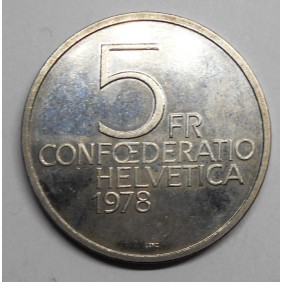 5 FR
CONFŒDERATIO
HELVETICA
1978